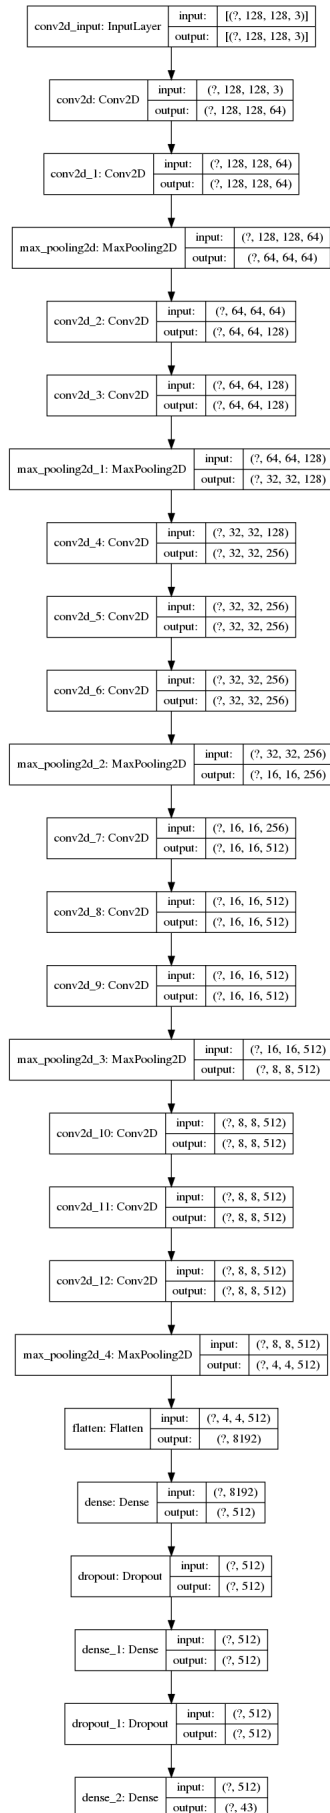 conv2d_input: InputLayer
input: [(?, 128, 128, 3)]
output: [(?, 128, 128, 3)]
conv2d: Conv2D
input: (?, 128, 128, 3)
output: (?, 128, 128, 64)
conv2d_1: Conv2D
input: (?, 128, 128, 64)
output: (?, 128, 128, 64)
max_pooling2d: MaxPooling2D
input: (?, 128, 128, 64)
output: (?, 64, 64, 64)
conv2d_2: Conv2D
input: (?, 64, 64, 64)
output: (?, 64, 64, 128)
conv2d_3: Conv2D
input: (?, 64, 64, 128)
output: (?, 64, 64, 128)
max_pooling2d_1: MaxPooling2D
input: (?, 64, 64, 128)
output: (?, 32, 32, 128)
conv2d_4: Conv2D
input: (?, 32, 32, 128)
output: (?, 32, 32, 256)
conv2d_5: Conv2D
input: (?, 32, 32, 256)
output: (?, 32, 32, 256)
conv2d_6: Conv2D
input: (?, 32, 32, 256)
output: (?, 32, 32, 256)
max_pooling2d_2: MaxPooling2D
input: (?, 32, 32, 256)
output: (?, 16, 16, 256)
conv2d_7: Conv2D
input: (?, 16, 16, 256)
output: (?, 16, 16, 512)
conv2d_8: Conv2D
input: (?, 16, 16, 512)
output: (?, 16, 16, 512)
conv2d_9: Conv2D
input: (?, 16, 16, 512)
output: (?, 16, 16, 512)
max_pooling2d_3: MaxPooling2D
input: (?, 16, 16, 512)
output: (?, 8, 8, 512)
conv2d_10: Conv2D
input: (?, 8, 8, 512)
output: (?, 8, 8, 512)
conv2d_11: Conv2D
input: (?, 8, 8, 512)
output: (?, 8, 8, 512)
conv2d_12: Conv2D
input: (?, 8, 8, 512)
output: (?, 8, 8, 512)
max_pooling2d_4: MaxPooling2D
input: (?, 8, 8, 512)
output: (?, 4, 4, 512)
flatten: Flatten
input: (?, 4, 4, 512)
output: (?, 8192)
dense: Dense
input: (?, 8192)
output: (?, 512)
dropout: Dropout
input: (?, 512)
output: (?, 512)
dense_1: Dense
input: (?, 512)
output: (?, 512)
dropout_1: Dropout
input: (?, 512)
output: (?, 512)
dense_2: Dense
input: (?, 512)
output: (?, 43)